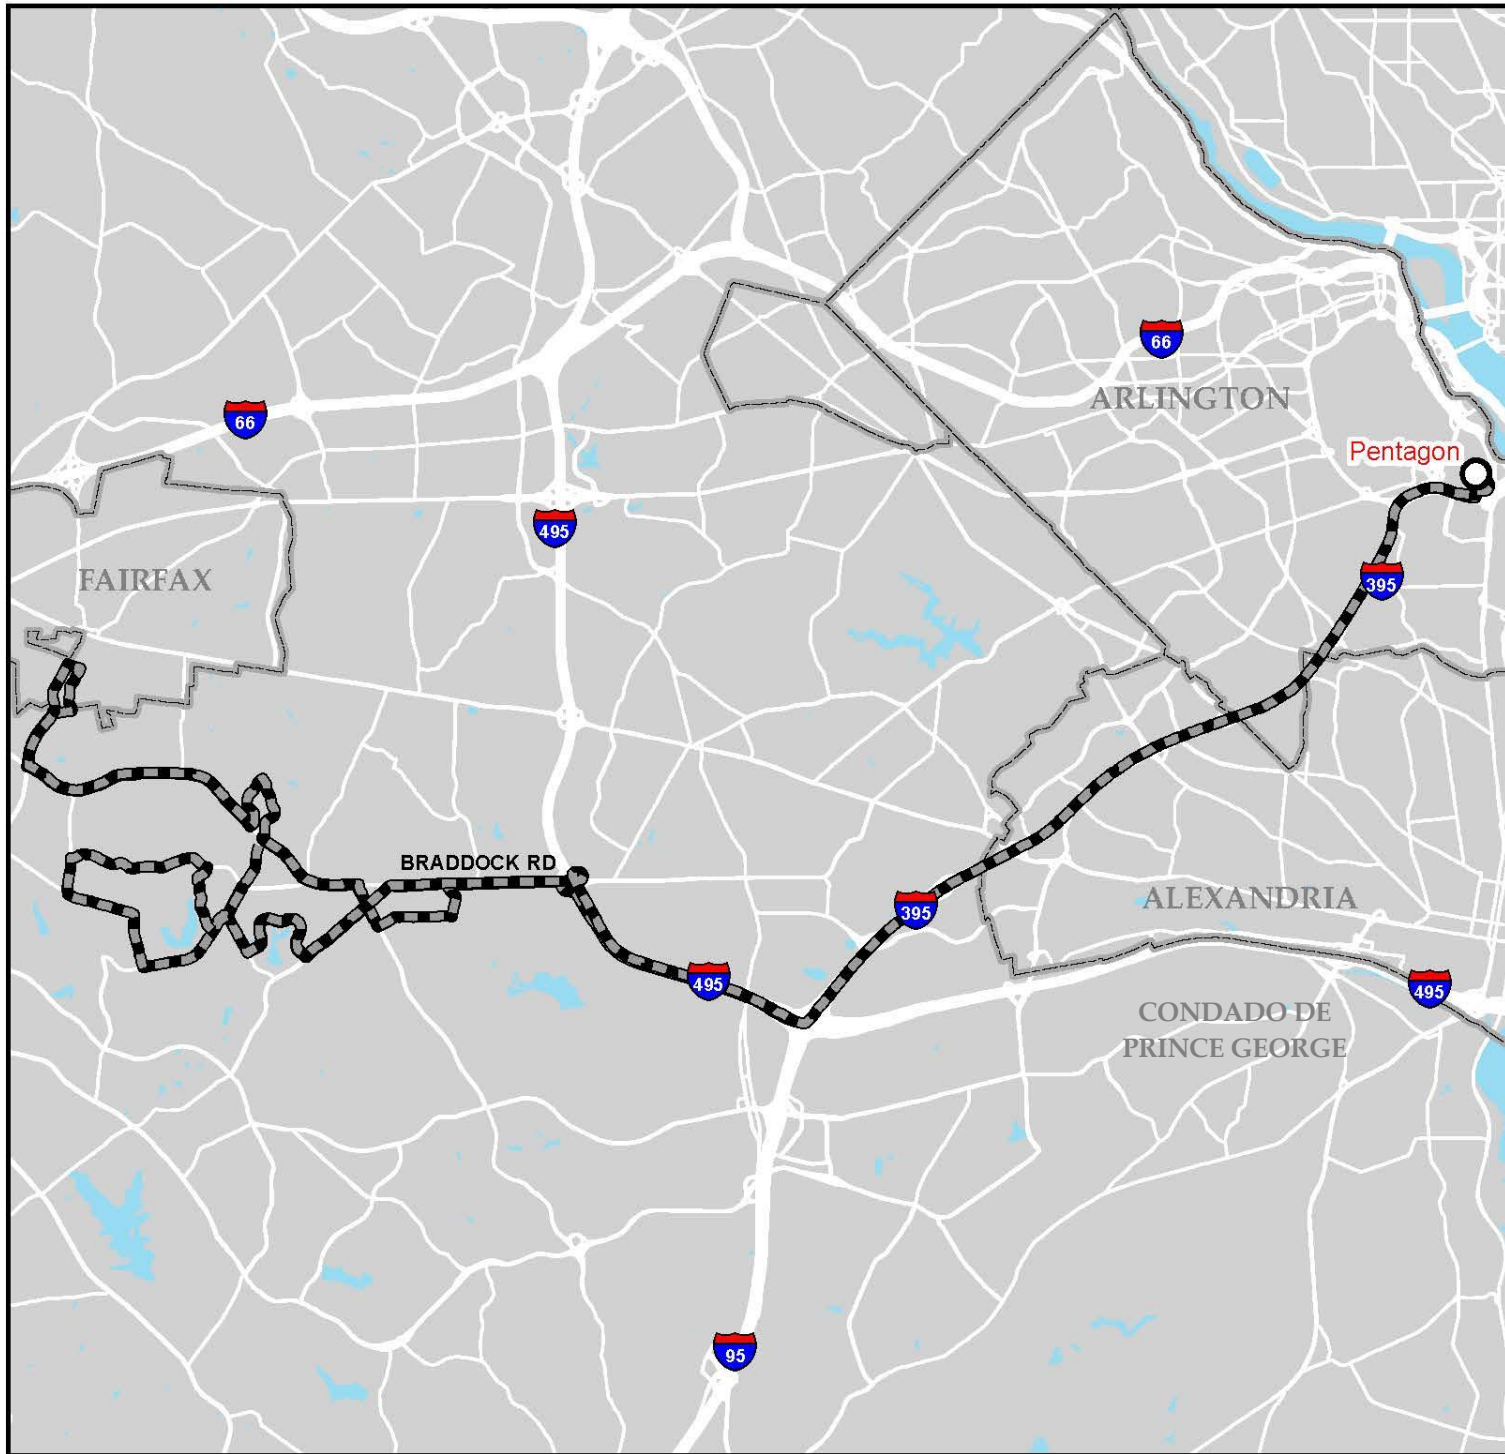 66
ARLINGTON
66
Pentagon
495
FAIRFAX
395
BRADDOCK RD
ALEXANDRIA
395
495
495
CONDADO DE
PRINCE GEORGE
95